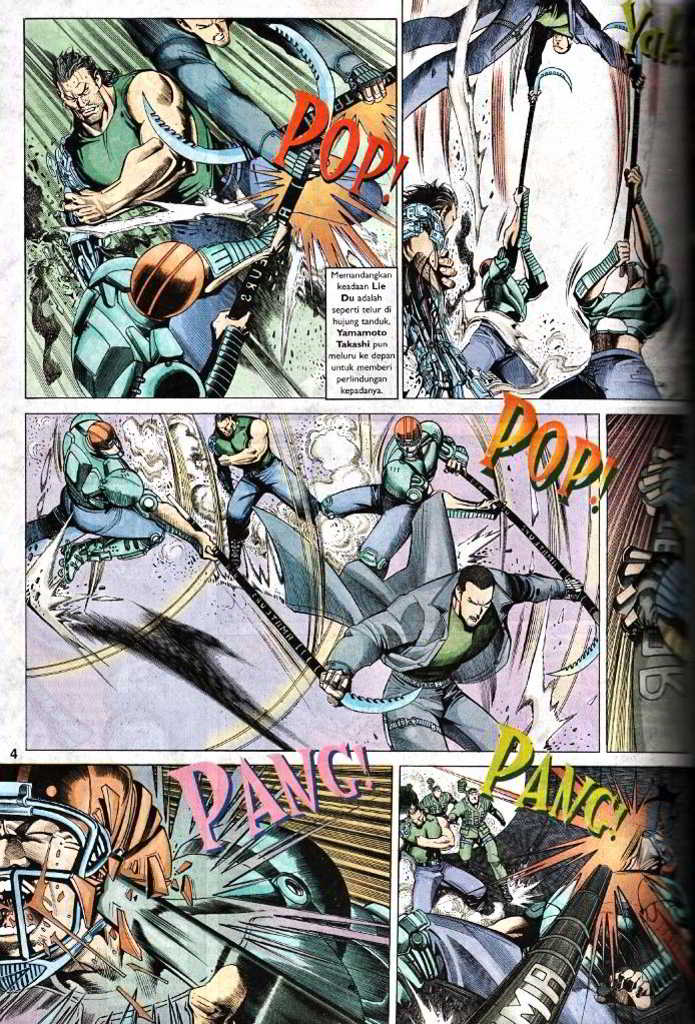 POP!
Yak
Memandangkan
keadaan Lie
Du adalah
seperti telur di
hujung tanduk,
Yamamoto
Takashi pun
meluru ke depan
untuk memberi
perlindungan
kepadanya.
POP!
4
PANG!
PANG!